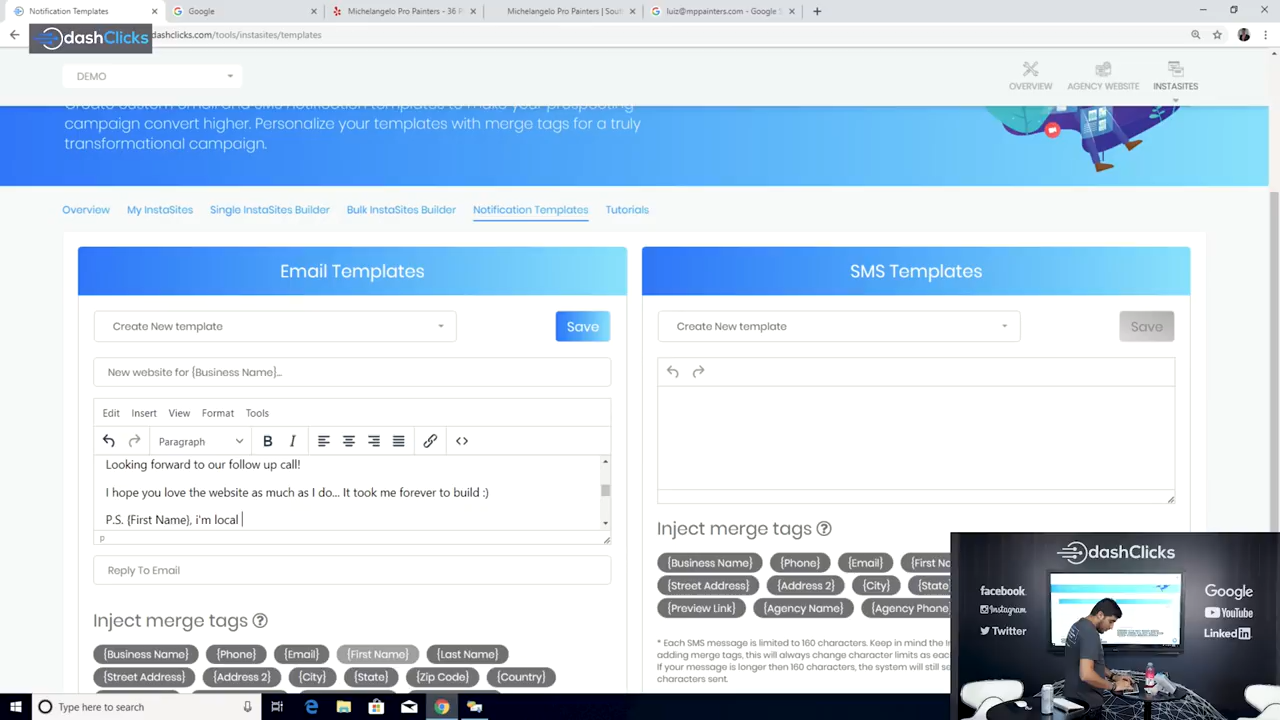 Notification Templates
Google
Michelangelo Pro Painters - 36 P
Michelangelo Pro Painters | Sout
luiz@mppainters.com - Google S
dashClicks
dashclicks.com/tools/instasites/templates
DEMO
OVERVIEW
AGENCY WEBSITE
INSTASITES
campaign convert higher. Personalize your templates with merge tags for a truly
transformational campaign.
Overview
My InstaSites
Single InstaSites Builder
Bulk InstaSites Builder
Notification Templates
Tutorials
Email Templates
SMS Templates
Create New template
Save
Create New template
Save
New website for {Business Name}...
Edit
Insert
View
Format
Tools
Paragraph
B
I
Looking forward to our follow up call!
I hope you love the website as much as I do... It took me forever to build :)
P.S. {First Name}, i'm local
p
Reply To Email
Inject merge tags ?
{Business Name}
{Phone}
{Email}
{First Name}
{Last Name}
{Street Address}
{Address 2}
{City}
{State}
{Zip Code}
{Country}
Inject merge tags ?
{Business Name}
{Phone}
{Email}
{First Na
{Street Address}
{Address 2}
{City}
{State
{Preview Link}
{Agency Name}
{Agency Phone
* Each SMS message is limited to 160 characters. Keep in mind the
adding merge tags, this will always change character limits as each
If your message is longer then 160 characters, the system will still se
characters sent.
dashClicks
facebook
Instagram
Twitter
Google
YouTube
Linked in
Type here to search